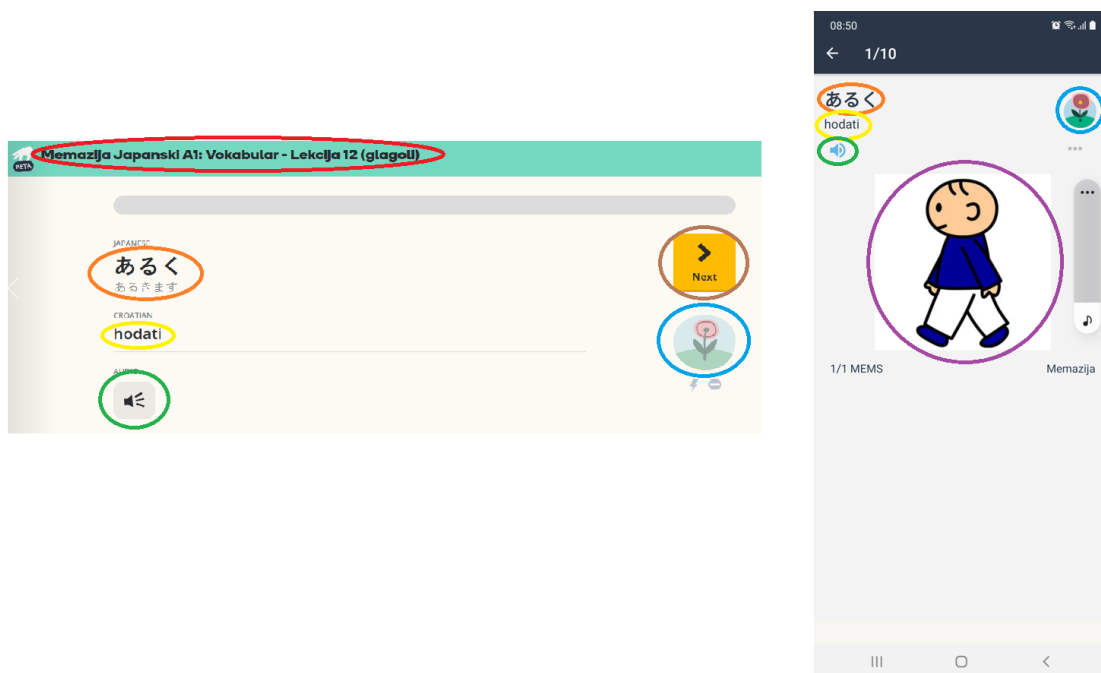 Memazija Japanski A1: Vokabular - Lekcija 12 (glagoli)
BETA
JAPANESE
あるく
あるきます
Next
CROATIAN
hodati
AUDIO
08:50
1/10
あるく
hodati
1/1 MEMS
Memazija